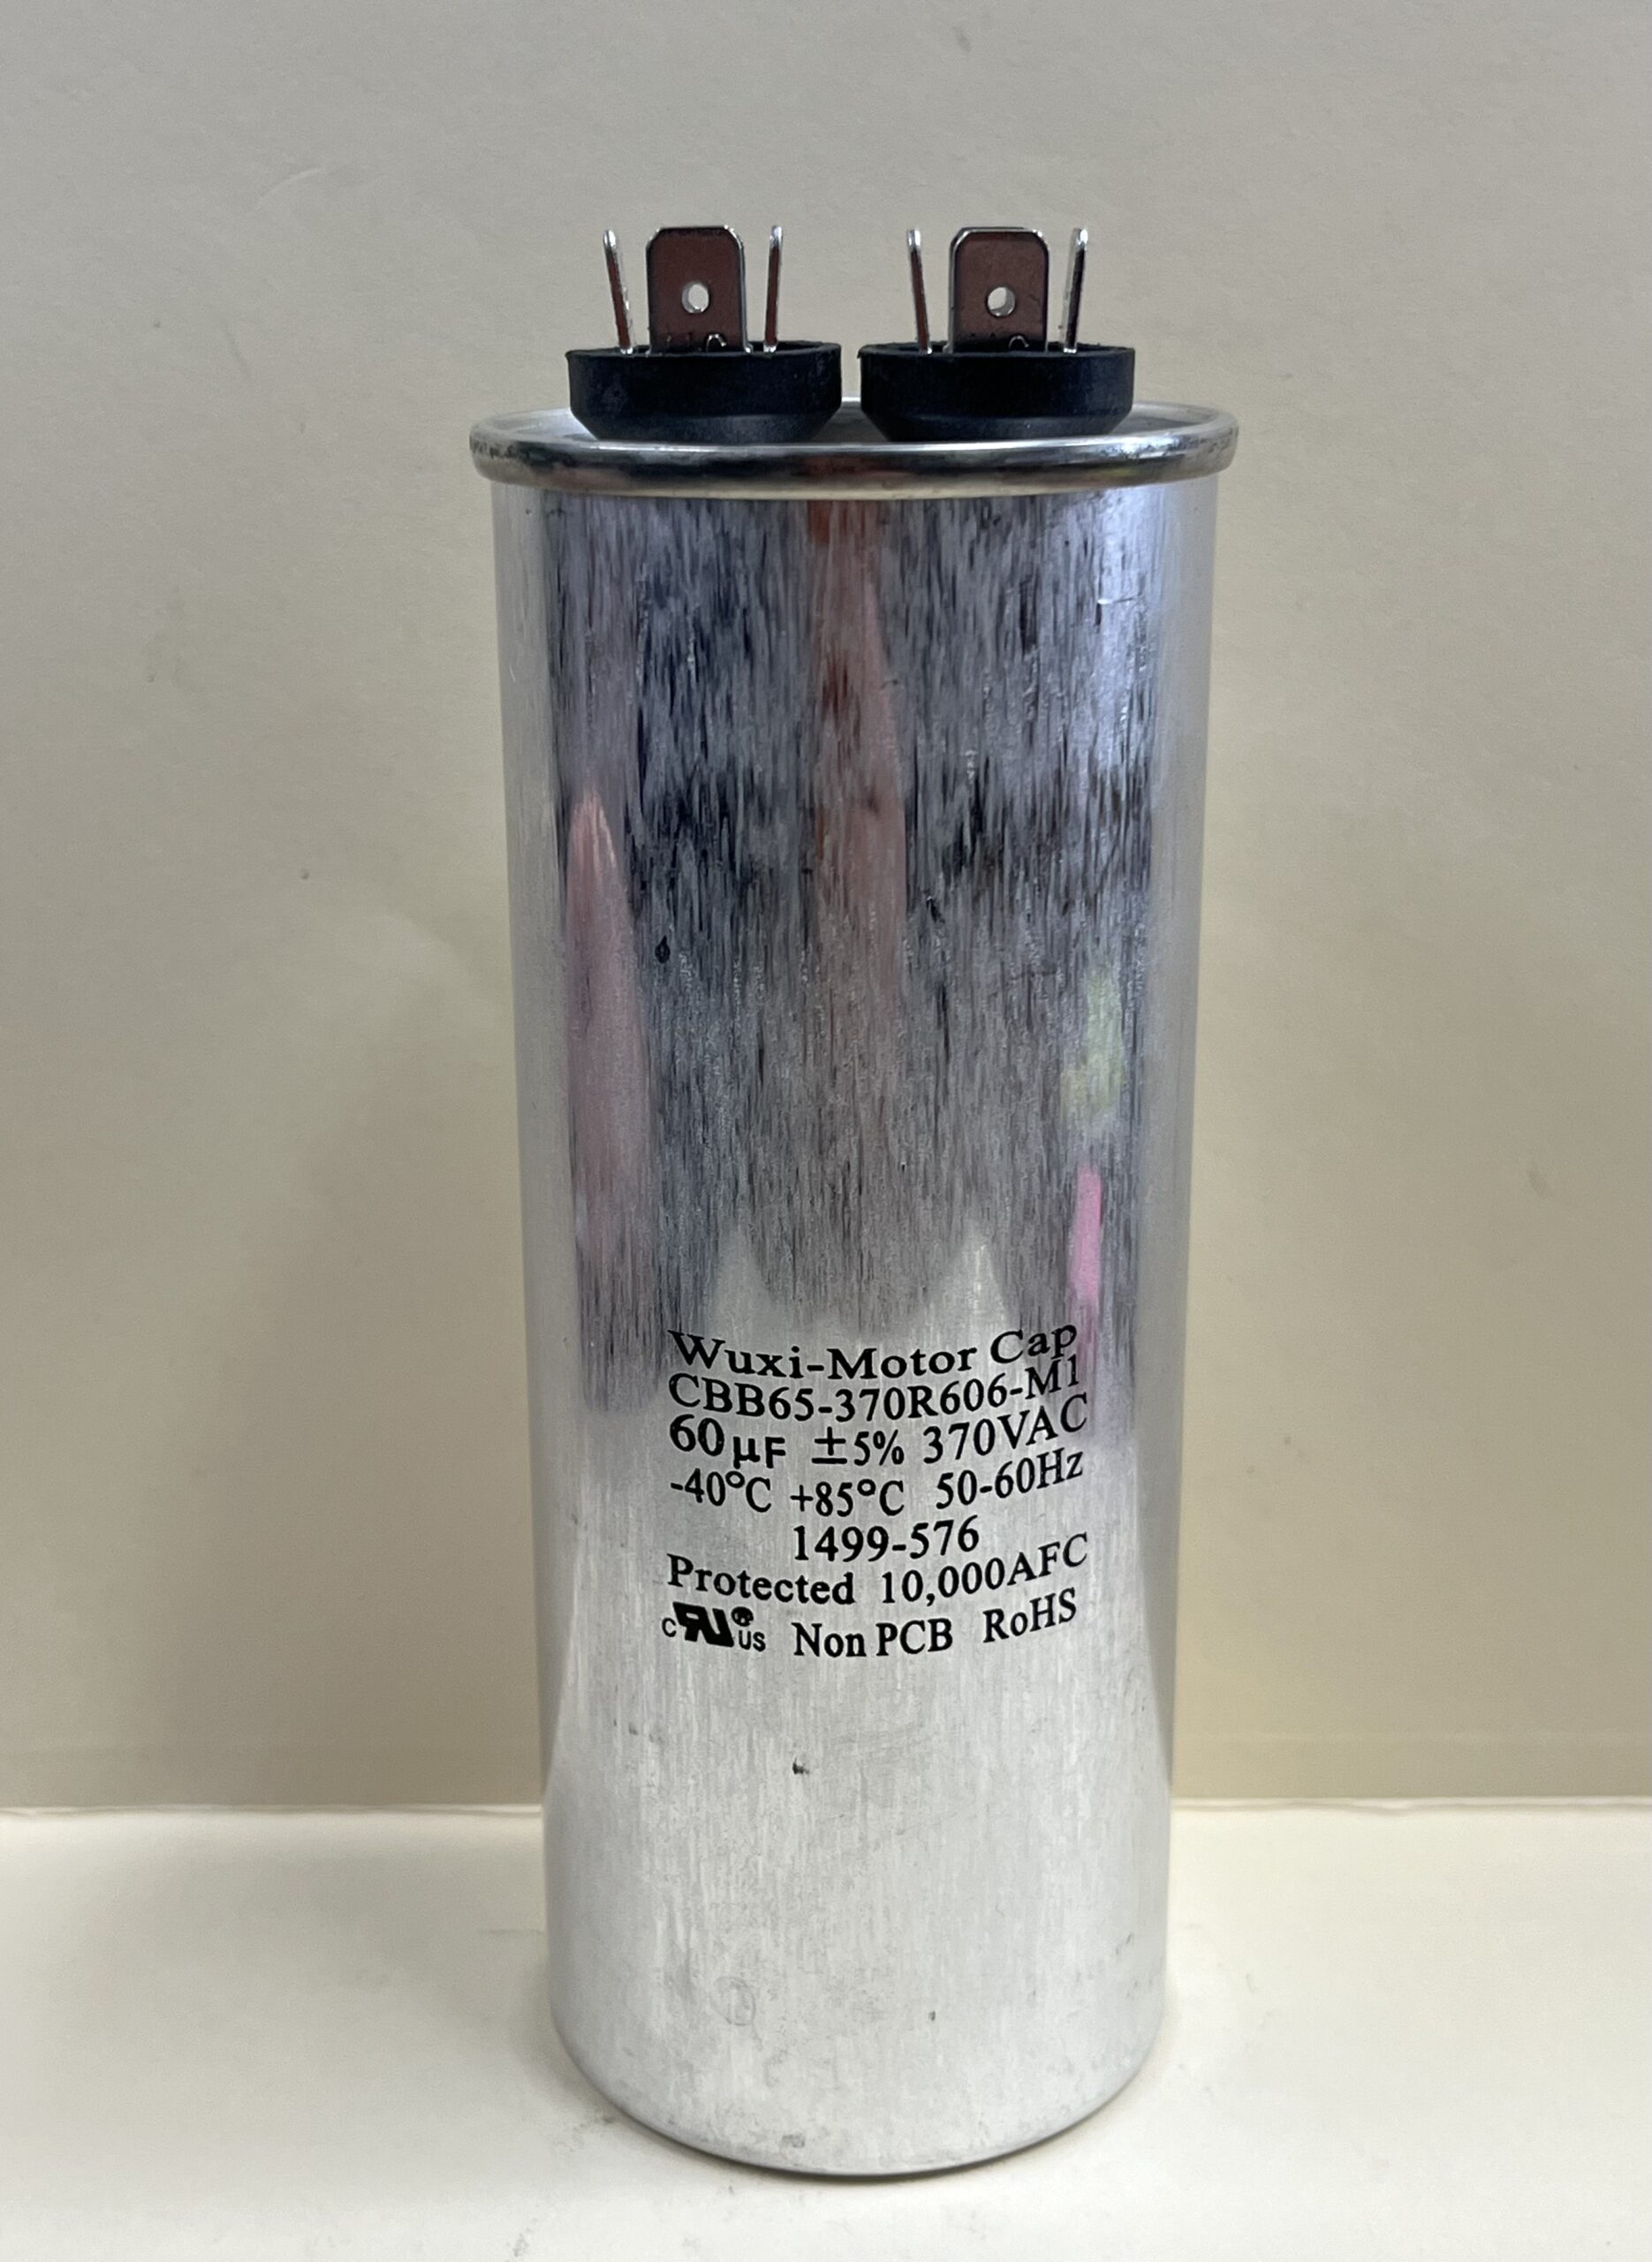 Wuxi-Motor Cap
CBB65-370R606-M1
60µF ±5% 370VAC
-40°C +85°C 50-60Hz
1499-576
Protected 10,000AFC
c RU ® US Non PCB RoHS